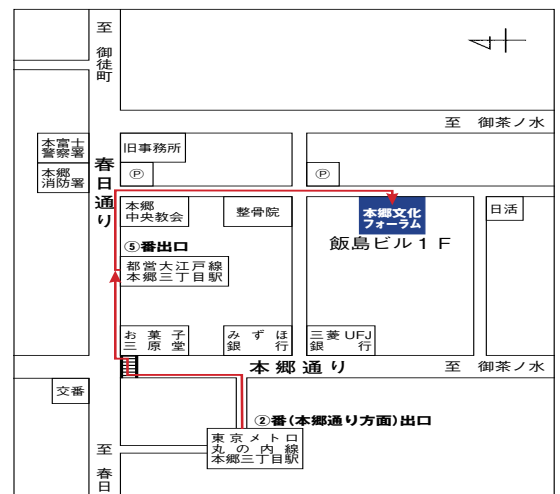 至
御徒町
至 御茶ノ水
本富士
警察署
本郷
消防署
春日通り
旧事務所
Ⓟ
Ⓟ
本郷
中央教会
整骨院
本郷文化
フォーラム
飯島ビル1F
日活
⑤番出口
都営大江戸線
本郷三丁目駅
お菓子
三原堂
みずほ
銀行
三菱UFJ
銀行
本郷通り
至 御茶ノ水
交番
②番(本郷通り方面)出口
東京メトロ
丸の内線
本郷三丁目駅
至
春日